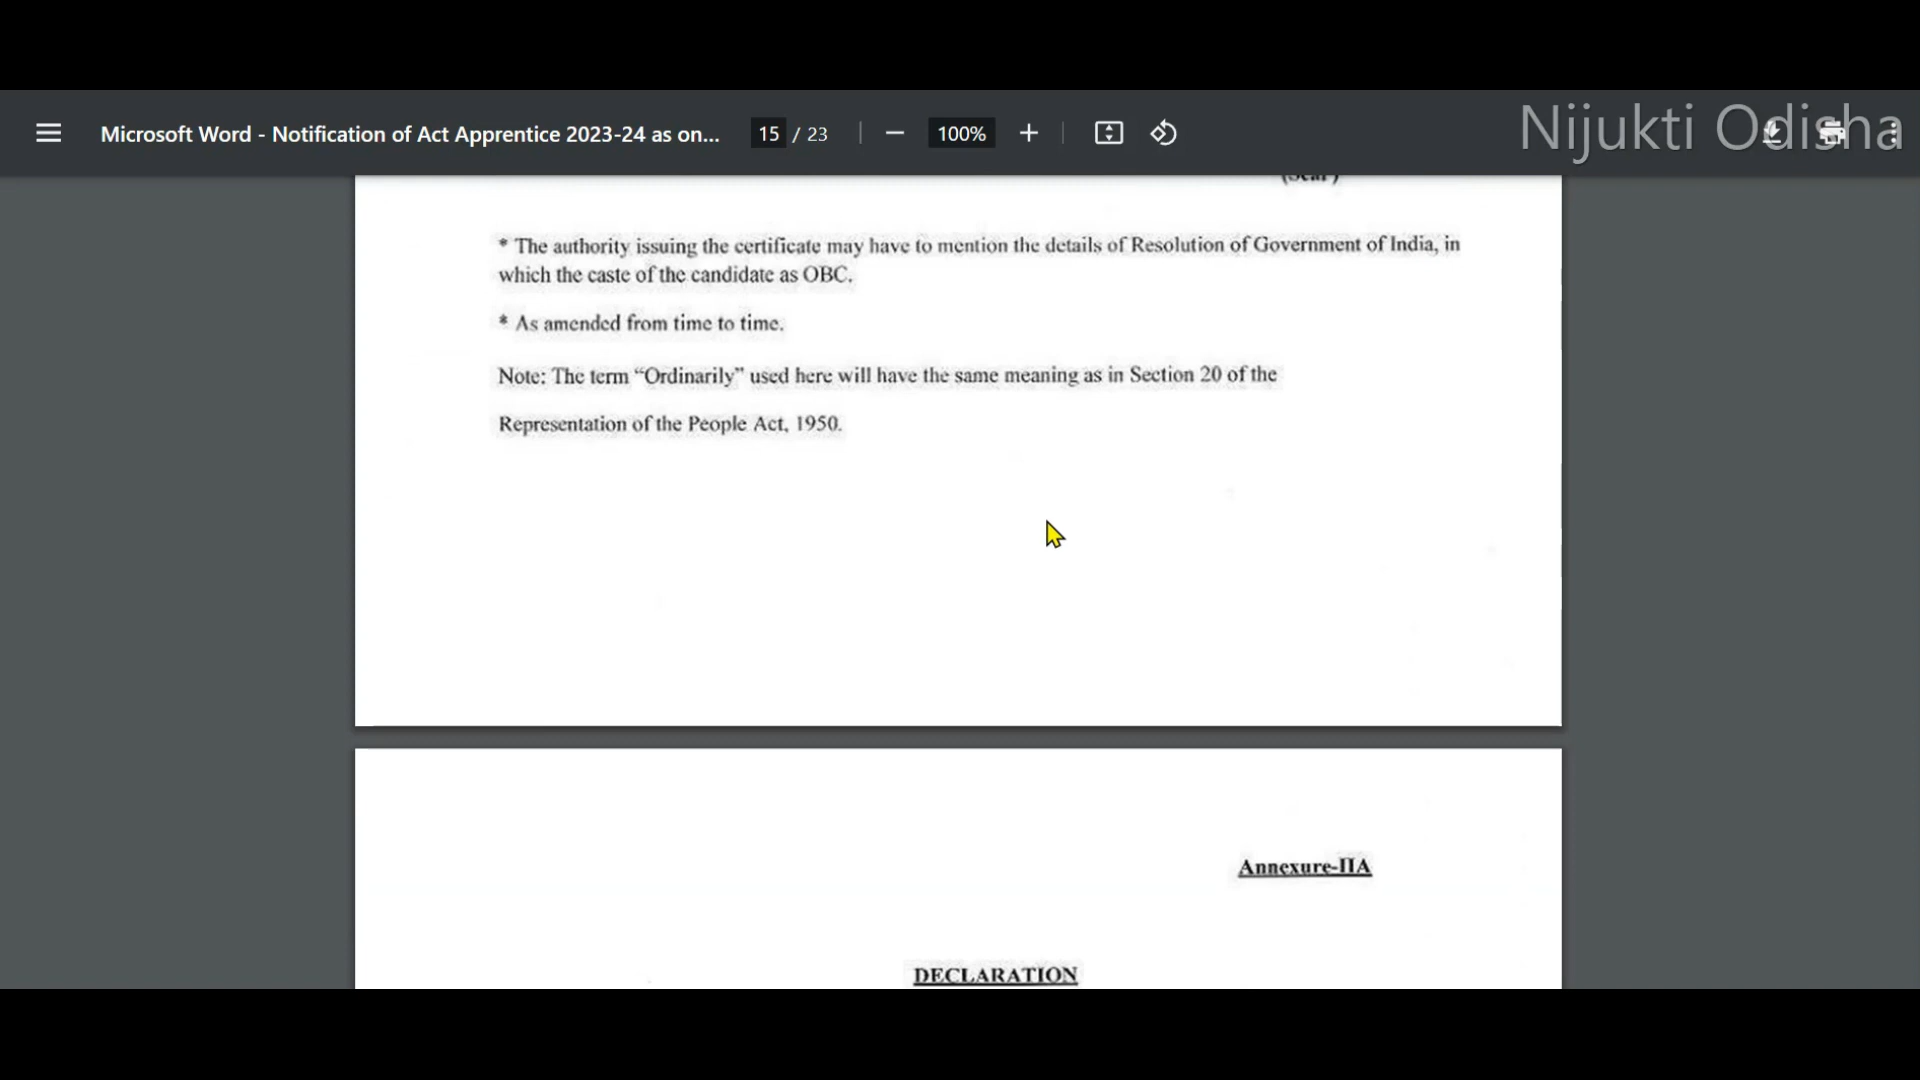 Microsoft Word - Notification of Act Apprentice 2023-24 as on...
15 / 23
100%
Nijukti Odisha
* The authority issuing the certificate may have to mention the details of Resolution of Government of India, in
which the caste of the candidate as OBC.
* As amended from time to time.
Note: The term “Ordinarily” used here will have the same meaning as in Section 20 of the
Representation of the People Act, 1950.
Annexure-IIA
DECLARATION